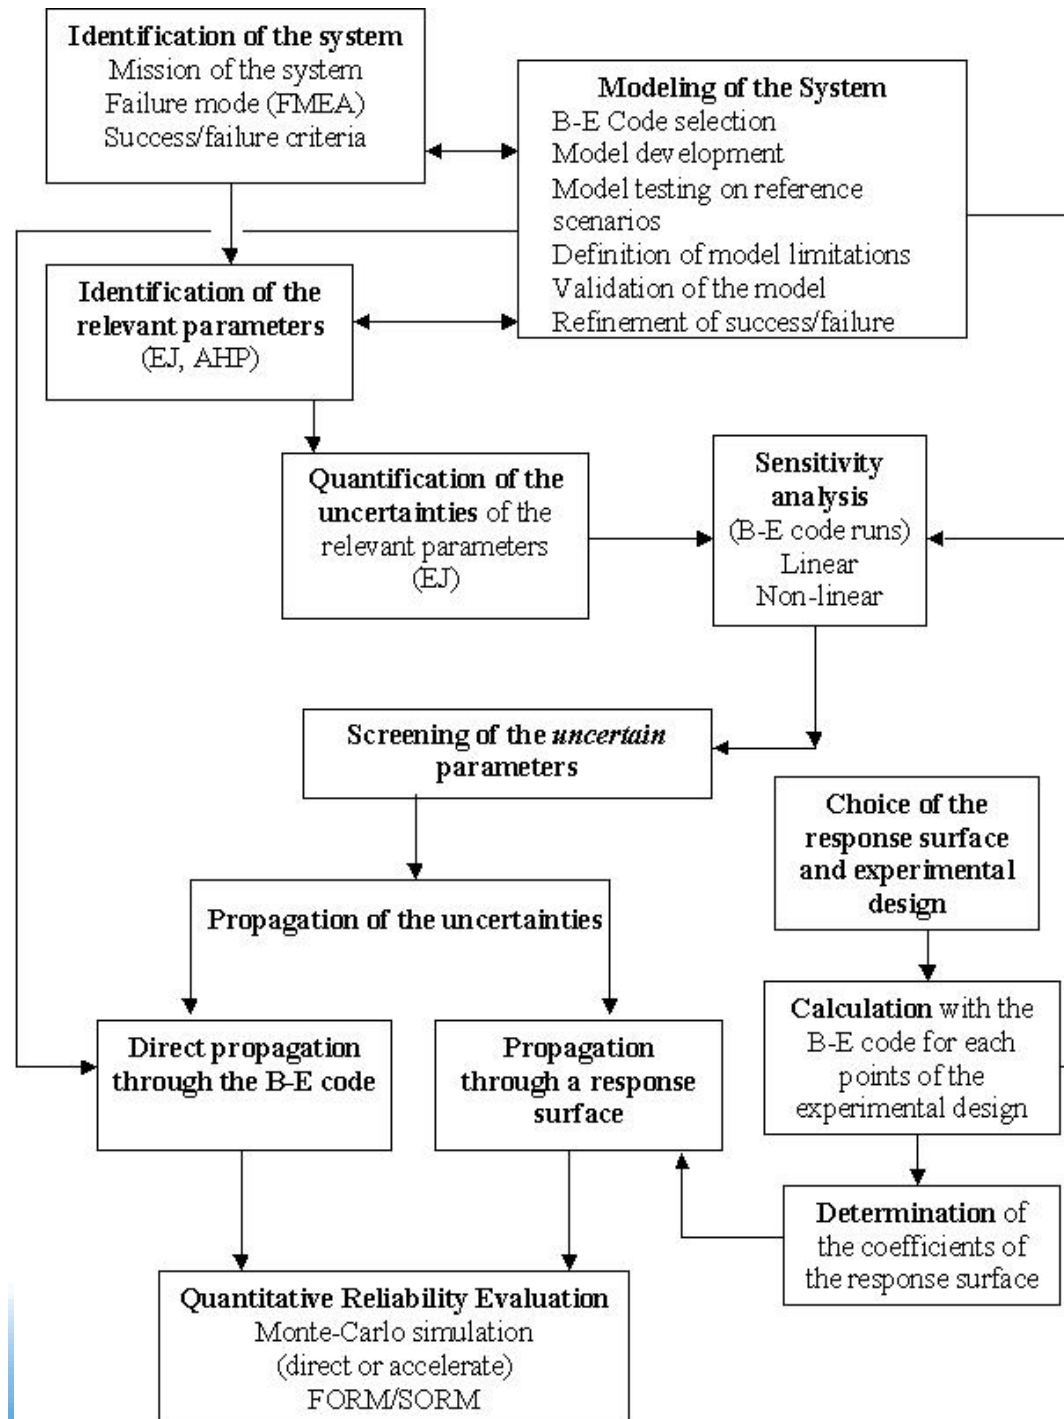 Identification of the system
Mission of the system
Failure mode (FMEA)
Success/failure criteria
Modeling of the System
B-E Code selection
Model development
Model testing on reference
scenarios
Definition of model limitations
Validation of the model
Refinement of success/failure
Identification of the
relevant parameters
(EJ, AHP)
Quantification of the
uncertainties of the
relevant parameters
(EJ)
Sensitivity
analysis
(B-E code runs)
Linear
Non-linear
Screening of the uncertain
parameters
Choice of the
response surface
and experimental
design
Propagation of the uncertainties
Calculation with the
B-E code for each
points of the
experimental design
Direct propagation
through the B-E code
Propagation
through a response
surface
Determination of
the coefficients of
the response surface
Quantitative Reliability Evaluation
Monte-Carlo simulation
(direct or accelerate)
FORM/SORM